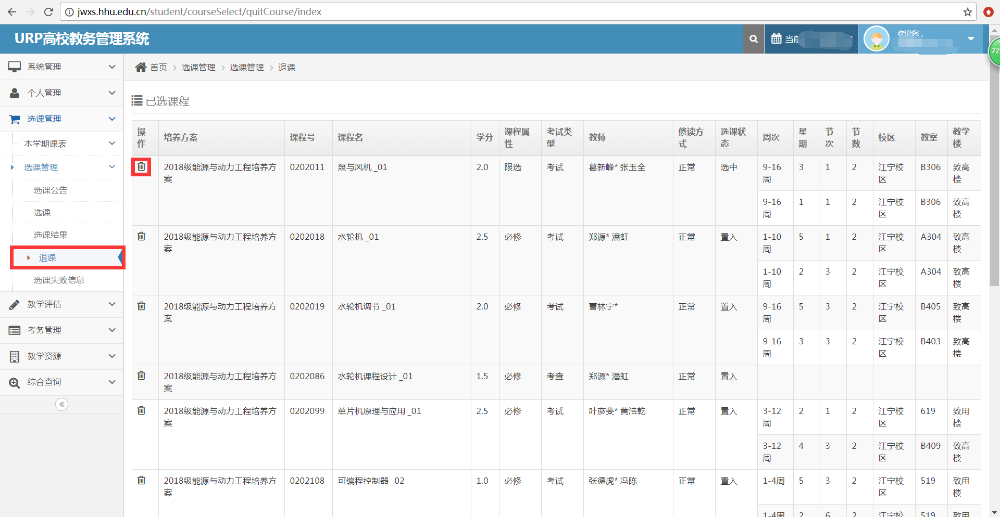 jwxs.hhu.edu.cn/student/courseSelect/quitCourse/index
URP高校教务管理系统
当前
欢迎您，
72
系统管理
个人管理
选课管理
本学期课表
选课管理
选课公告
选课
选课结果
退课
选课失败信息
教学评估
考务管理
教学资源
综合查询
首页 > 选课管理 > 选课管理 > 退课
已选课程
操作 培养方案 课程号 课程名 学分 课程属性 考试类型 教师 修读方式 选课状态 周次 星期 节次 节数 校区 教室 教学楼
2018级能源与动力工程培养方案 0202011 泵与风机 _01 2.0 限选 考试 葛新峰* 张玉全 正常 选中 9-16周 3 1 2 江宁校区 B306 致高楼
9-16周 1 1 2 江宁校区 B306 致高楼
2018级能源与动力工程培养方案 0202018 水轮机 _01 2.5 必修 考试 郑源* 潘虹 正常 置入 1-10周 5 1 2 江宁校区 A304 致高楼
1-10周 2 3 2 江宁校区 A304 致高楼
2018级能源与动力工程培养方案 0202019 水轮机调节 _01 2.0 必修 考试 曹林宁* 正常 置入 9-16周 5 3 2 江宁校区 B405 致高楼
9-16周 3 3 2 江宁校区 B403 致高楼
2018级能源与动力工程培养方案 0202086 水轮机课程设计 _01 1.5 必修 考查 郑源* 潘虹 正常 置入
2018级能源与动力工程培养方案 0202099 单片机原理与应用 _01 2.5 必修 考试 叶彦斐* 黄浩乾 正常 置入 3-12周 2 1 2 江宁校区 619 致用楼
3-12周 4 3 2 江宁校区 B409 致高楼
2018级能源与动力工程培养方案 0202108 可编程控制器 _02 1.0 必修 考试 张德虎* 冯陈 正常 置入 1-4周 5 3 2 江宁校区 519 致用楼
1-4周 2 6 2 江宁校 519 致用